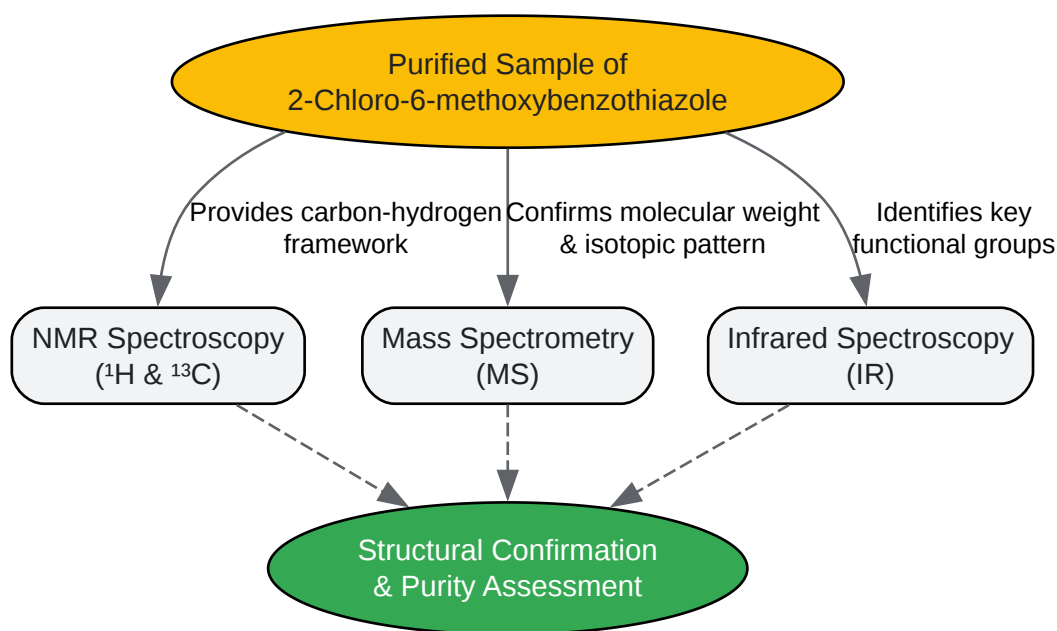 Purified Sample of
2-Chloro-6-methoxybenzothiazole
Provides carbon-hydrogen
framework
Confirms molecular weight
& isotopic pattern
Identifies key
functional groups
NMR Spectroscopy
(¹H & ¹³C)
Mass Spectrometry
(MS)
Infrared Spectroscopy
(IR)
Structural Confirmation
& Purity Assessment